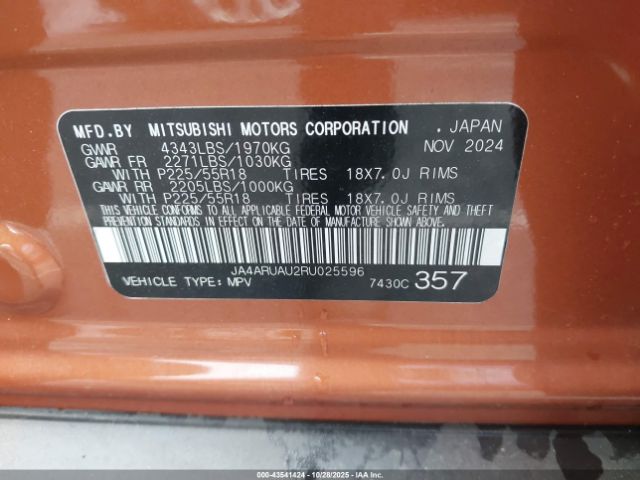 MFD.BY MITSUBISHI MOTORS CORPORATION . JAPAN
GVWR 4343LBS/1970KG NOV 2024
GAWR FR 2271LBS/1030KG
WITH P225/55R18 TIRES 18X7.0J RIMS
GAWR RR 2205LBS/1000KG
WITH P225/55R18 TIRES 18X7.0J RIMS
THIS VEHICLE CONFORMS TO ALL APPLICABLE FEDERAL MOTOR VEHICLE SAFETY AND THEFT
PREVENTION STANDARDS IN EFFECT ON THE DATE OF MANUFACTURE SHOWN ABOVE.
JA4ARUAU2RU025596
VEHICLE TYPE: MPV 7430C 357
000-43541424 - 10/28/2025 - WWW.IAAI.COM